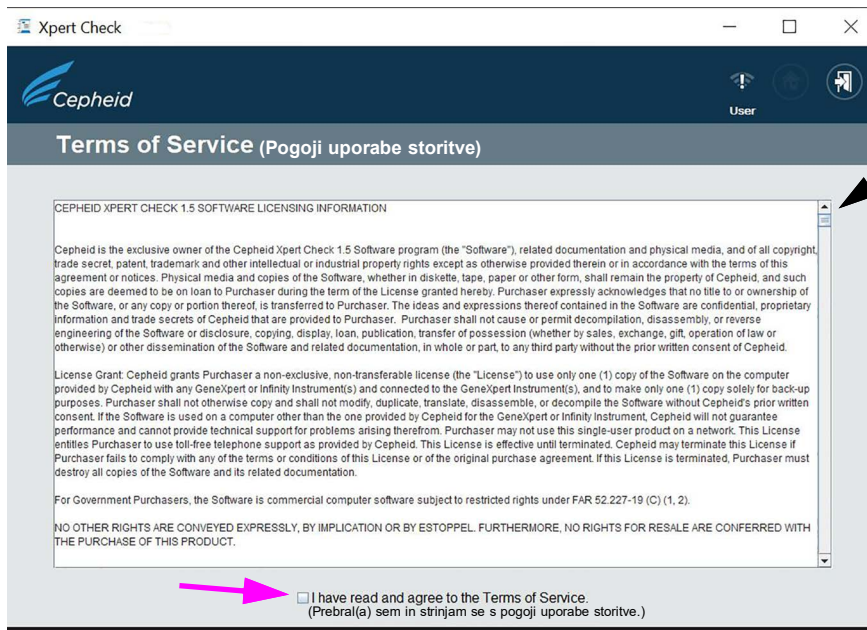 Xpert Check
Cepheid
User
Terms of Service (Pogoji uporabe storitve)
CEPHEID XPERT CHECK 1.5 SOFTWARE LICENSING INFORMATION
Cepheid is the exclusive owner of the Cepheid Xpert Check 1.5 Software program (the "Software"), related documentation and physical media, and of all copyright,
trade secret, patent, trademark and other intellectual or industrial property rights except as otherwise provided therein or in accordance with the terms of this
agreement or notices. Physical media and copies of the Software, whether in diskette, tape, paper or other form, shall remain the property of Cepheid, and such
copies are deemed to be on loan to Purchaser during the term of the License granted hereby. Purchaser expressly acknowledges that no title to or ownership of
the Software, or any copy or portion thereof, is transferred to Purchaser. The ideas and expressions thereof contained in the Software are confidential, proprietary
information and trade secrets of Cepheid that are provided to Purchaser. Purchaser shall not cause or permit decompilation, disassembly, or reverse
engineering of the Software or disclosure, copying, display, loan, publication, transfer of possession (whether by sales, exchange, gift, operation of law or
otherwise) or other dissemination of the Software and related documentation, in whole or part, to any third party without the prior written consent of Cepheid.
License Grant: Cepheid grants Purchaser a non-exclusive, non-transferable license (the "License") to use only one (1) copy of the Software on the computer
provided by Cepheid with any GeneXpert or Infinity Instrument(s) and connected to the GeneXpert Instrument(s), and to make only one (1) copy solely for back-up
purposes. Purchaser shall not otherwise copy and shall not modify, duplicate, translate, disassemble, or decompile the Software without Cepheid's prior written
consent. If the Software is used on a computer other than the one provided by Cepheid for the GeneXpert or Infinity Instrument, Cepheid will not guarantee
performance and cannot provide technical support for problems arising therefrom. Purchaser may not use this single-user product on a network. This License
entitles Purchaser to use toll-free telephone support as provided by Cepheid. This License is effective until terminated. Cepheid may terminate this License if
Purchaser fails to comply with any of the terms or conditions of this License or of the original purchase agreement. If this License is terminated, Purchaser must
destroy all copies of the Software and its related documentation.
For Government Purchasers, the Software is commercial computer software subject to restricted rights under FAR 52.227-19 (C) (1, 2).
NO OTHER RIGHTS ARE CONVEYED EXPRESSLY, BY IMPLICATION OR BY ESTOPPEL. FURTHERMORE, NO RIGHTS FOR RESALE ARE CONFERRED WITH
THE PURCHASE OF THIS PRODUCT.
I have read and agree to the Terms of Service.
(Prebral(a) sem in strinjam se s pogoji uporabe storitve.)